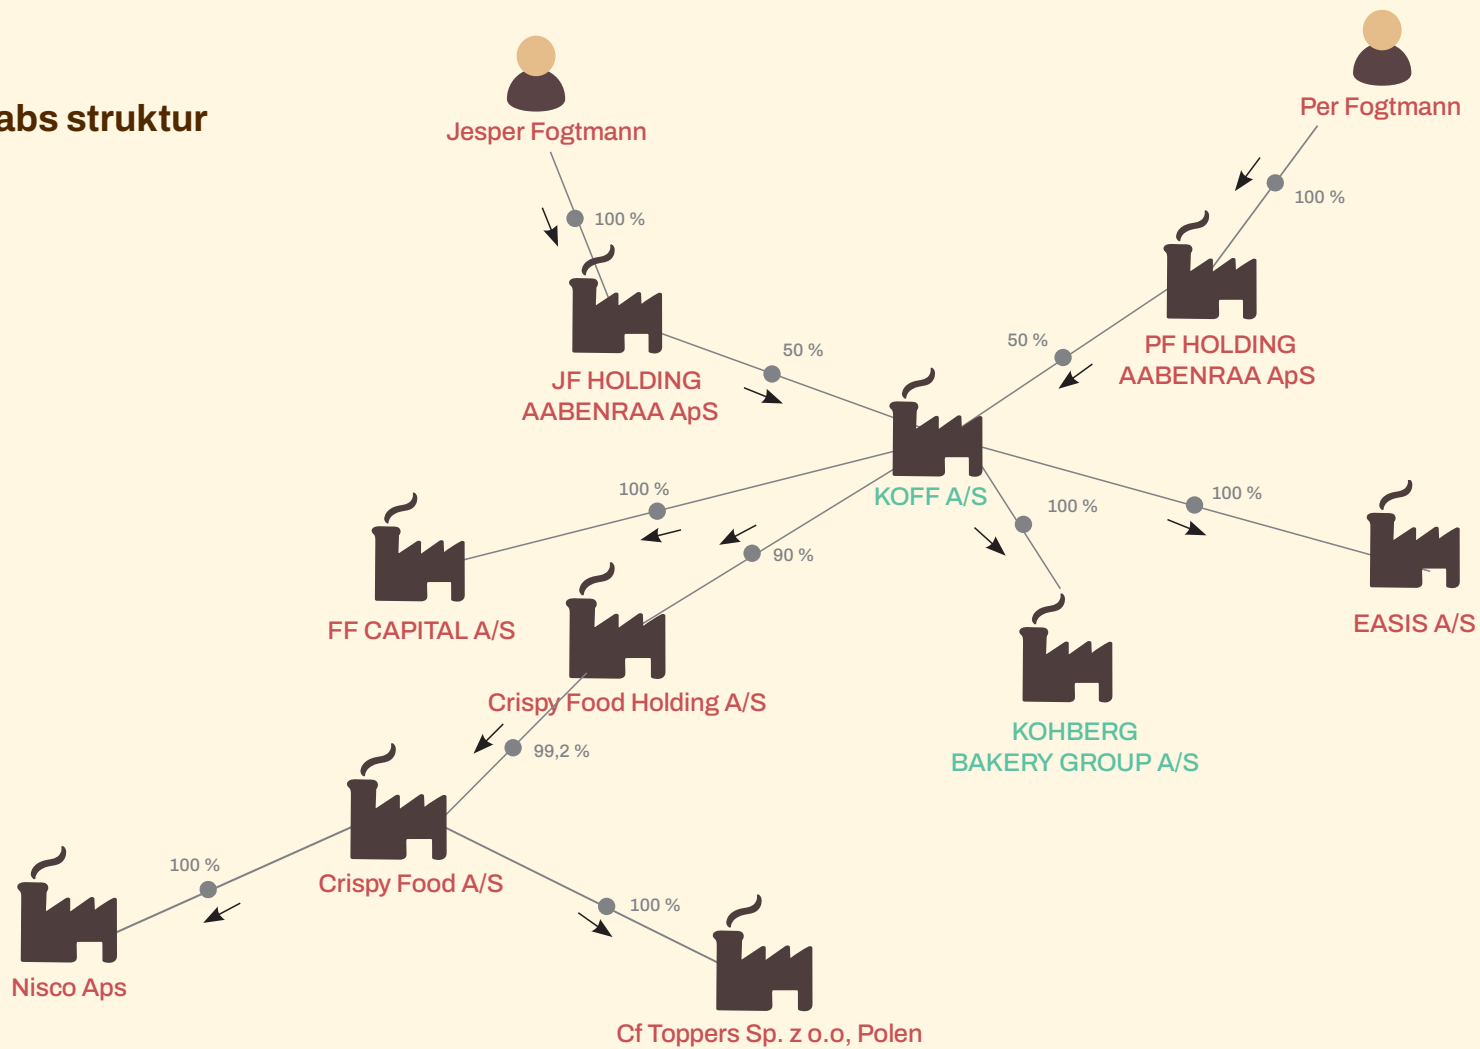 abs struktur
Jesper Fogtmann
Per Fogtmann
100 %
100 %
JF HOLDING
AABENRAA ApS
50 %
50 %
PF HOLDING
AABENRAA ApS
KOFF A/S
100 %
90 %
100 %
100 %
FF CAPITAL A/S
Crispy Food Holding A/S
KOHBERG
BAKERY GROUP A/S
EASIS A/S
99,2 %
Crispy Food A/S
100 %
100 %
Nisco Aps
Cf Toppers Sp. z o.o, Polen